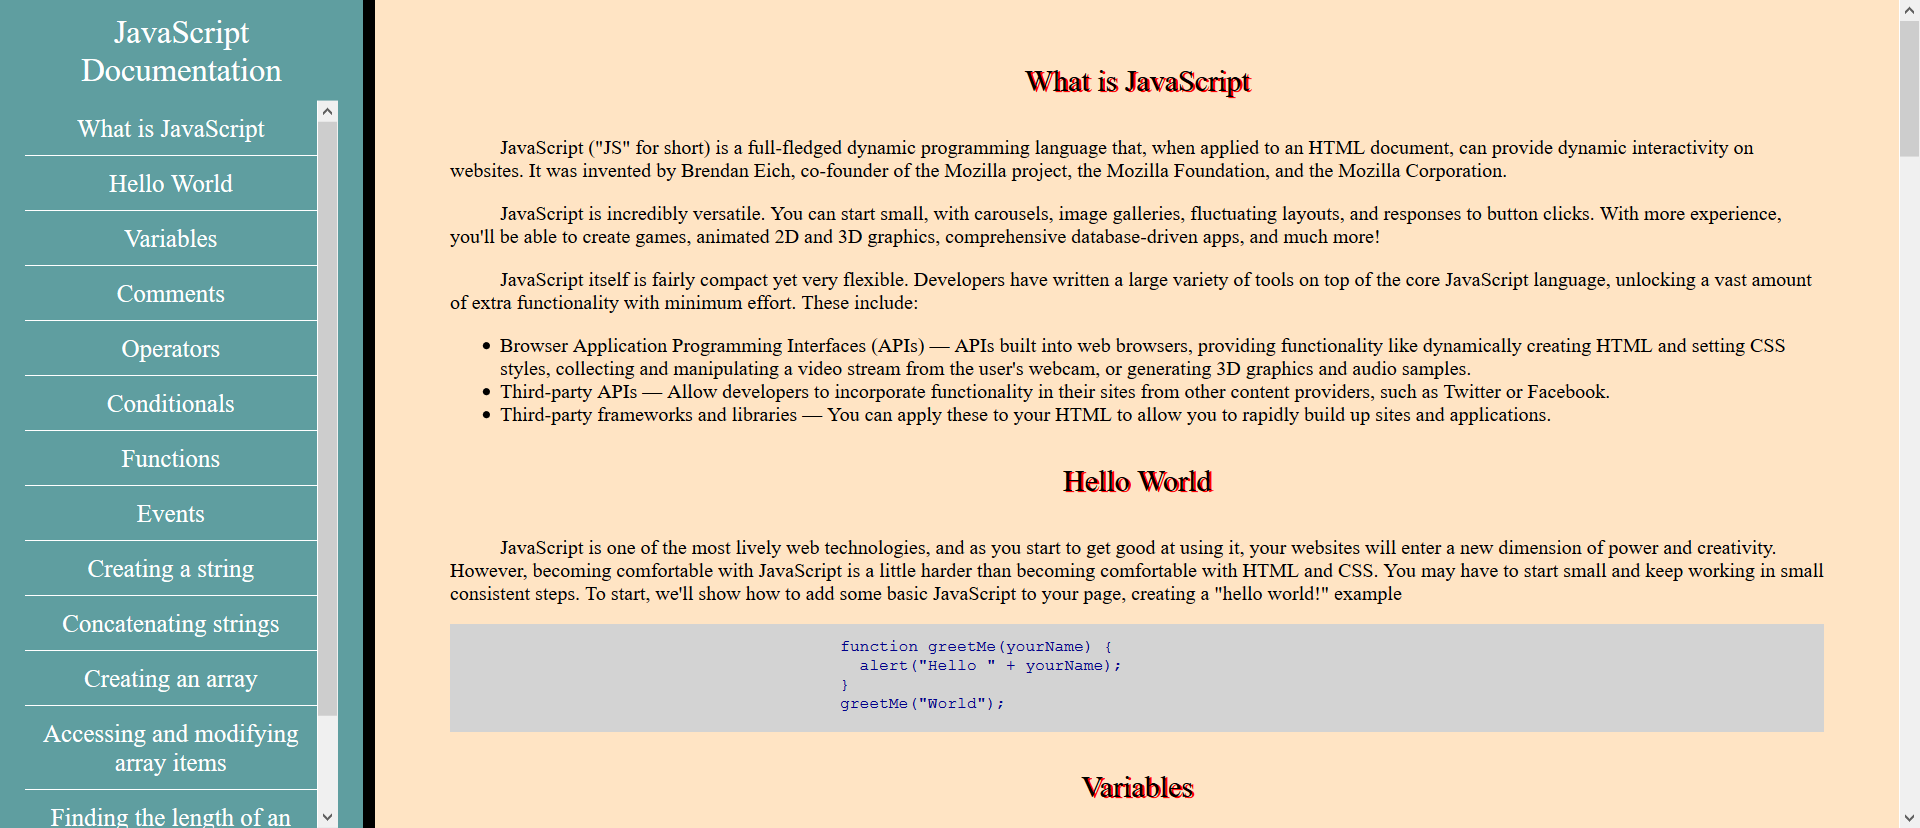 JavaScript
Documentation
What is JavaScript
Hello World
Variables
Comments
Operators
Conditionals
Functions
Events
Creating a string
Concatenating strings
Creating an array
Accessing and modifying
array items
Finding the length of an
What is JavaScript
JavaScript ("JS" for short) is a full-fledged dynamic programming language that, when applied to an HTML document, can provide dynamic interactivity on
websites. It was invented by Brendan Eich, co-founder of the Mozilla project, the Mozilla Foundation, and the Mozilla Corporation.
JavaScript is incredibly versatile. You can start small, with carousels, image galleries, fluctuating layouts, and responses to button clicks. With more experience,
you'll be able to create games, animated 2D and 3D graphics, comprehensive database-driven apps, and much more!
JavaScript itself is fairly compact yet very flexible. Developers have written a large variety of tools on top of the core JavaScript language, unlocking a vast amount
of extra functionality with minimum effort. These include:
• Browser Application Programming Interfaces (APIs) — APIs built into web browsers, providing functionality like dynamically creating HTML and setting CSS
styles, collecting and manipulating a video stream from the user's webcam, or generating 3D graphics and audio samples.
• Third-party APIs — Allow developers to incorporate functionality in their sites from other content providers, such as Twitter or Facebook.
• Third-party frameworks and libraries — You can apply these to your HTML to allow you to rapidly build up sites and applications.
Hello World
JavaScript is one of the most lively web technologies, and as you start to get good at using it, your websites will enter a new dimension of power and creativity.
However, becoming comfortable with JavaScript is a little harder than becoming comfortable with HTML and CSS. You may have to start small and keep working in small
consistent steps. To start, we'll show how to add some basic JavaScript to your page, creating a "hello world!" example
function greetMe(yourName) {
  alert("Hello " + yourName);
}
greetMe("World");
Variables